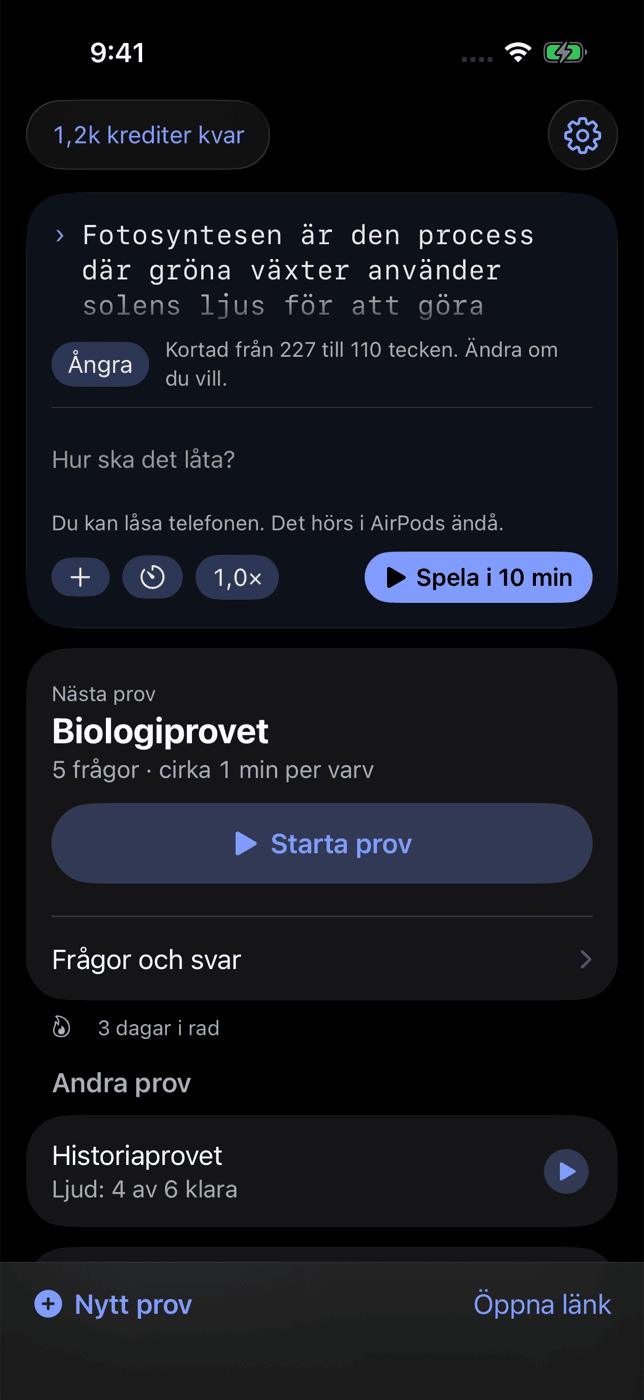 9:41
1,2k krediter kvar
› Fotosyntesen är den process
där gröna växter använder
solens ljus för att göra
Ångra
Kortad från 227 till 110 tecken. Ändra om
du vill.
Hur ska det låta?
Du kan låsa telefonen. Det hörs i AirPods ändå.
1,0×
Spela i 10 min
Nästa prov
Biologiprovet
5 frågor · cirka 1 min per varv
Starta prov
Frågor och svar
3 dagar i rad
Andra prov
Historiaprovet
Ljud: 4 av 6 klara
Nytt prov
Öppna länk